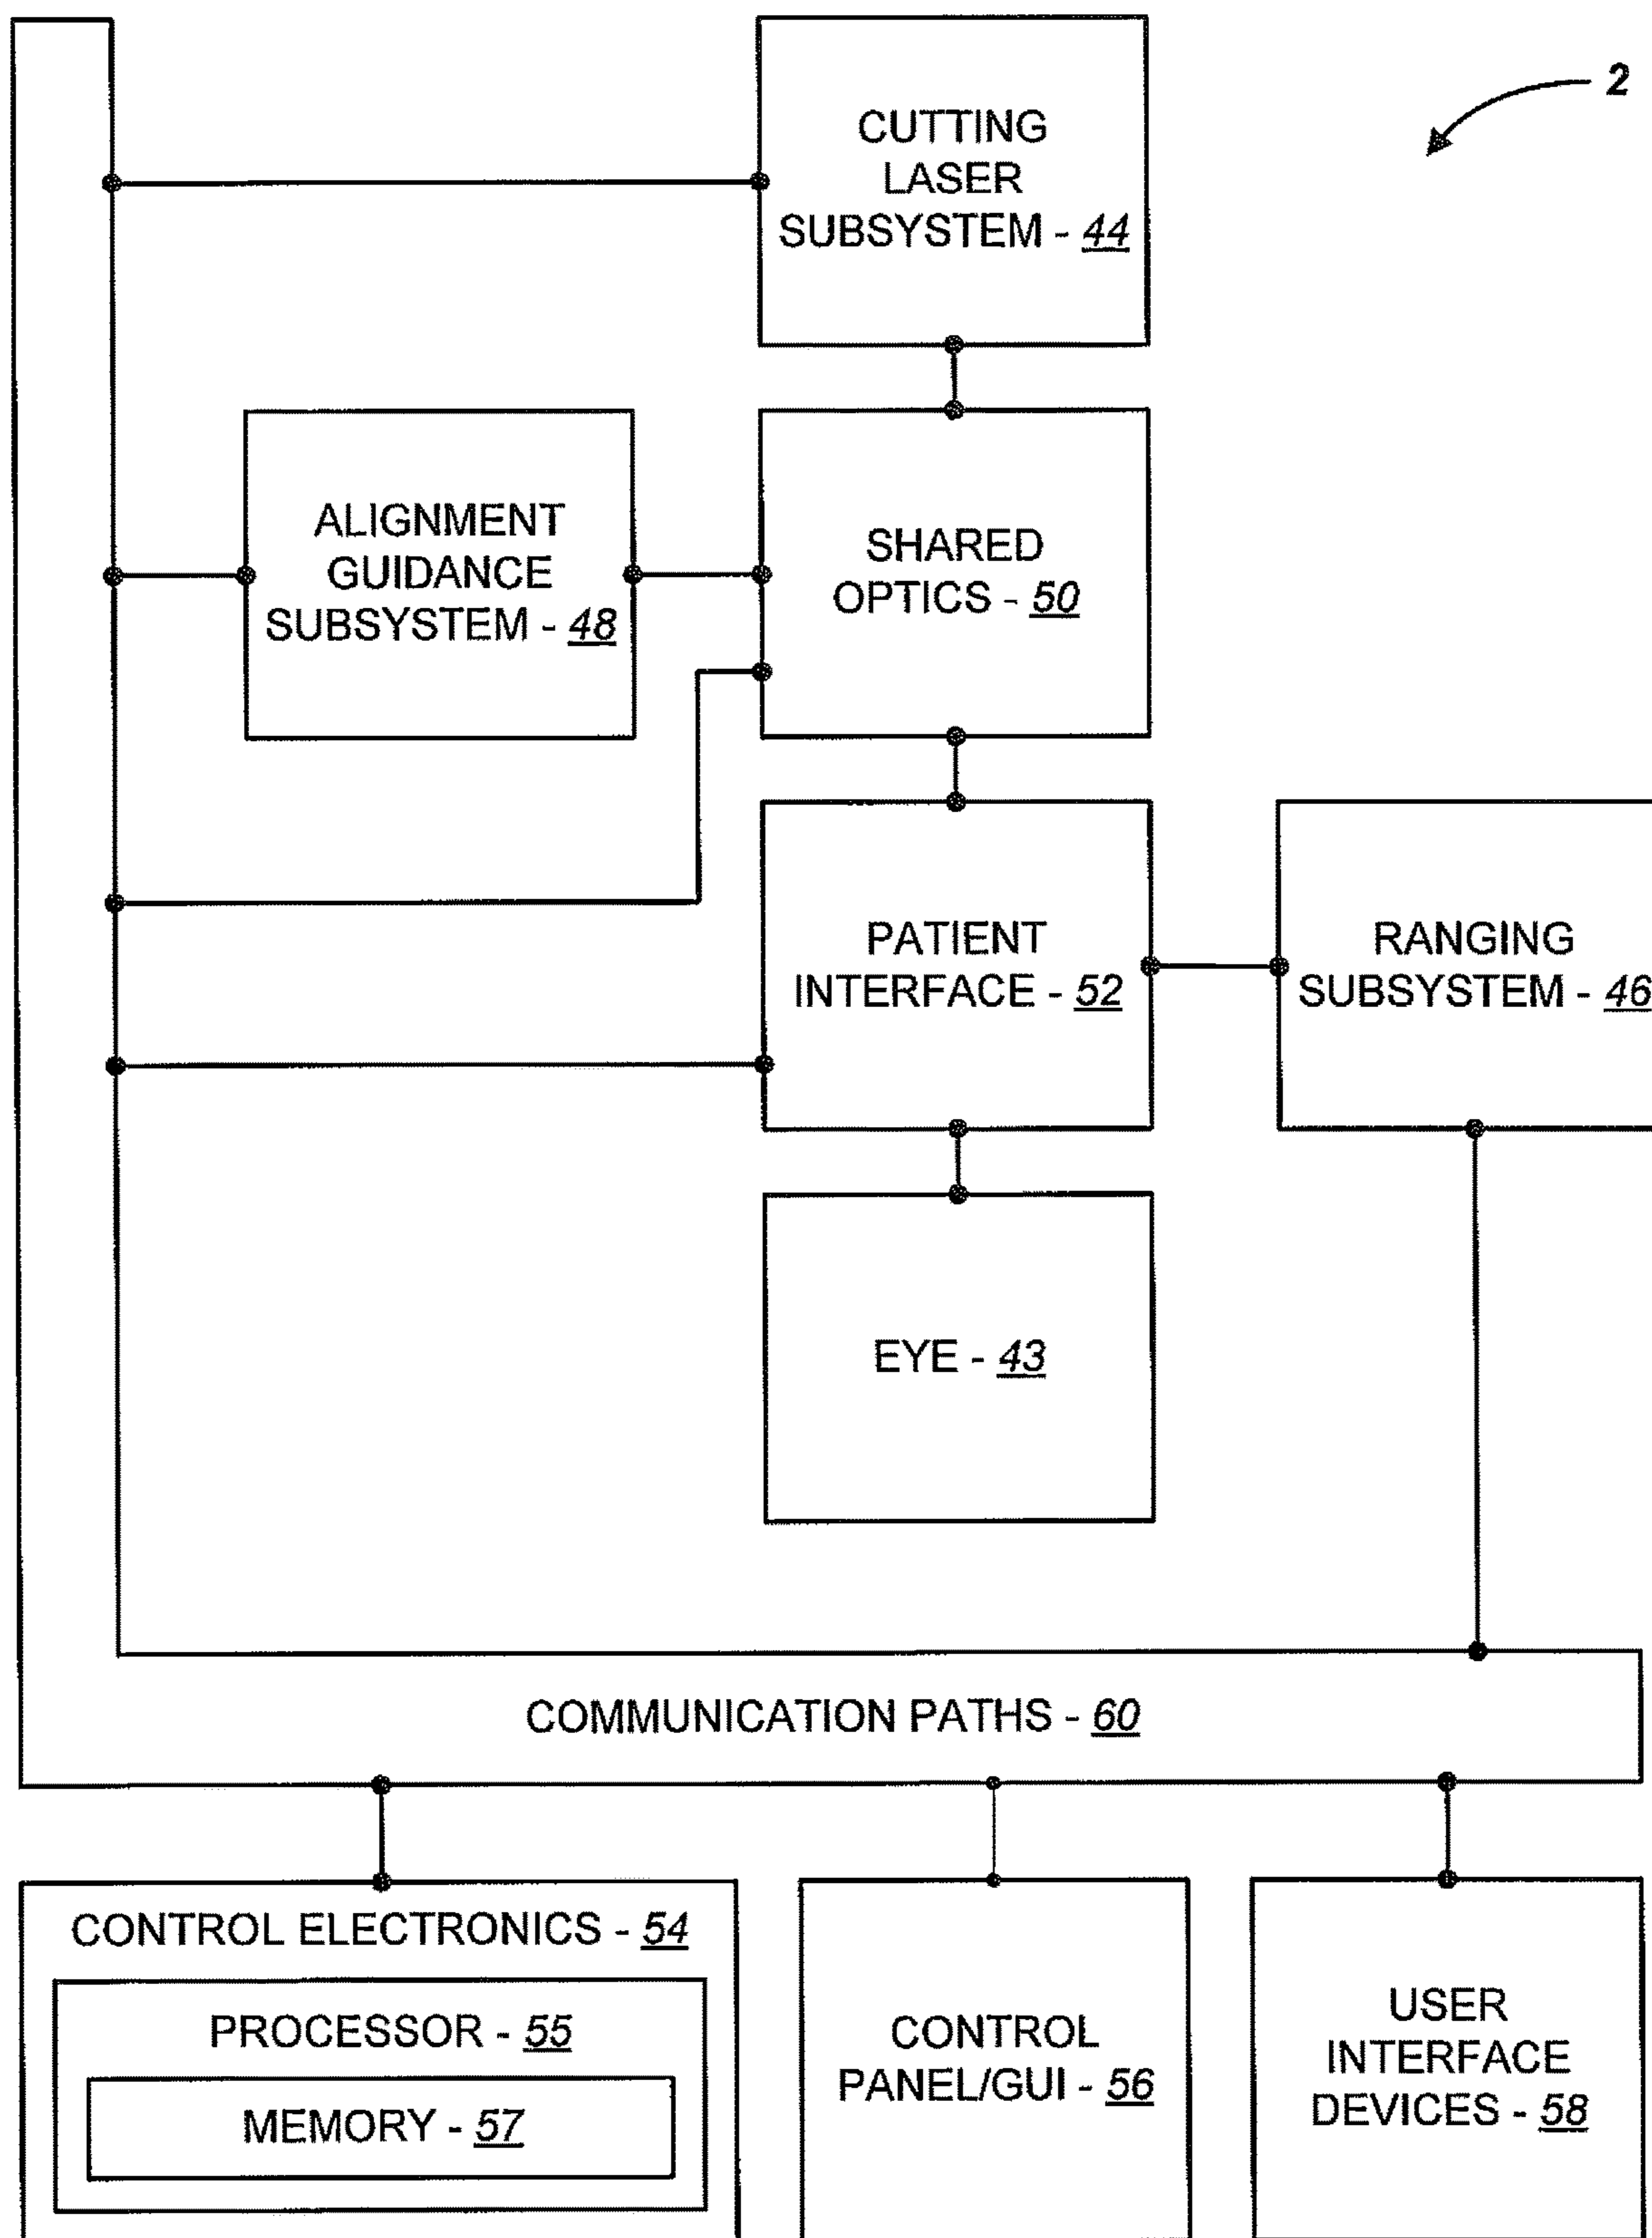 2
CUTTING
LASER
SUBSYSTEM - 44
ALIGNMENT
GUIDANCE
SUBSYSTEM - 48
SHARED
OPTICS - 50
PATIENT
INTERFACE - 52
RANGING
SUBSYSTEM - 46
EYE - 43
COMMUNICATION PATHS - 60
CONTROL ELECTRONICS - 54
PROCESSOR - 55
MEMORY - 57
CONTROL
PANEL/GUI - 56
USER
INTERFACE
DEVICES - 58